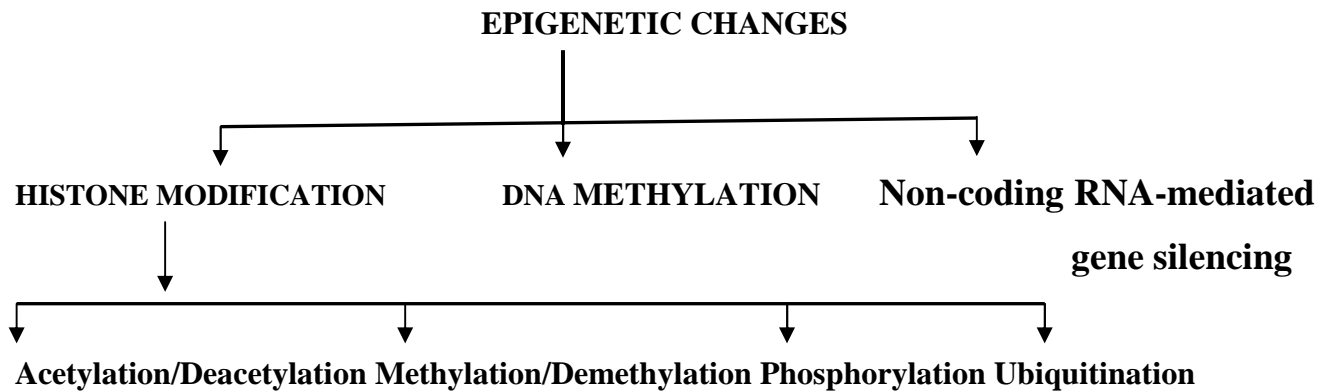 EPIGENETIC CHANGES
HISTONE MODIFICATION DNA METHYLATION Non-coding RNA-mediated
gene silencing
Acetylation/Deacetylation Methylation/Demethylation Phosphorylation Ubiquitination